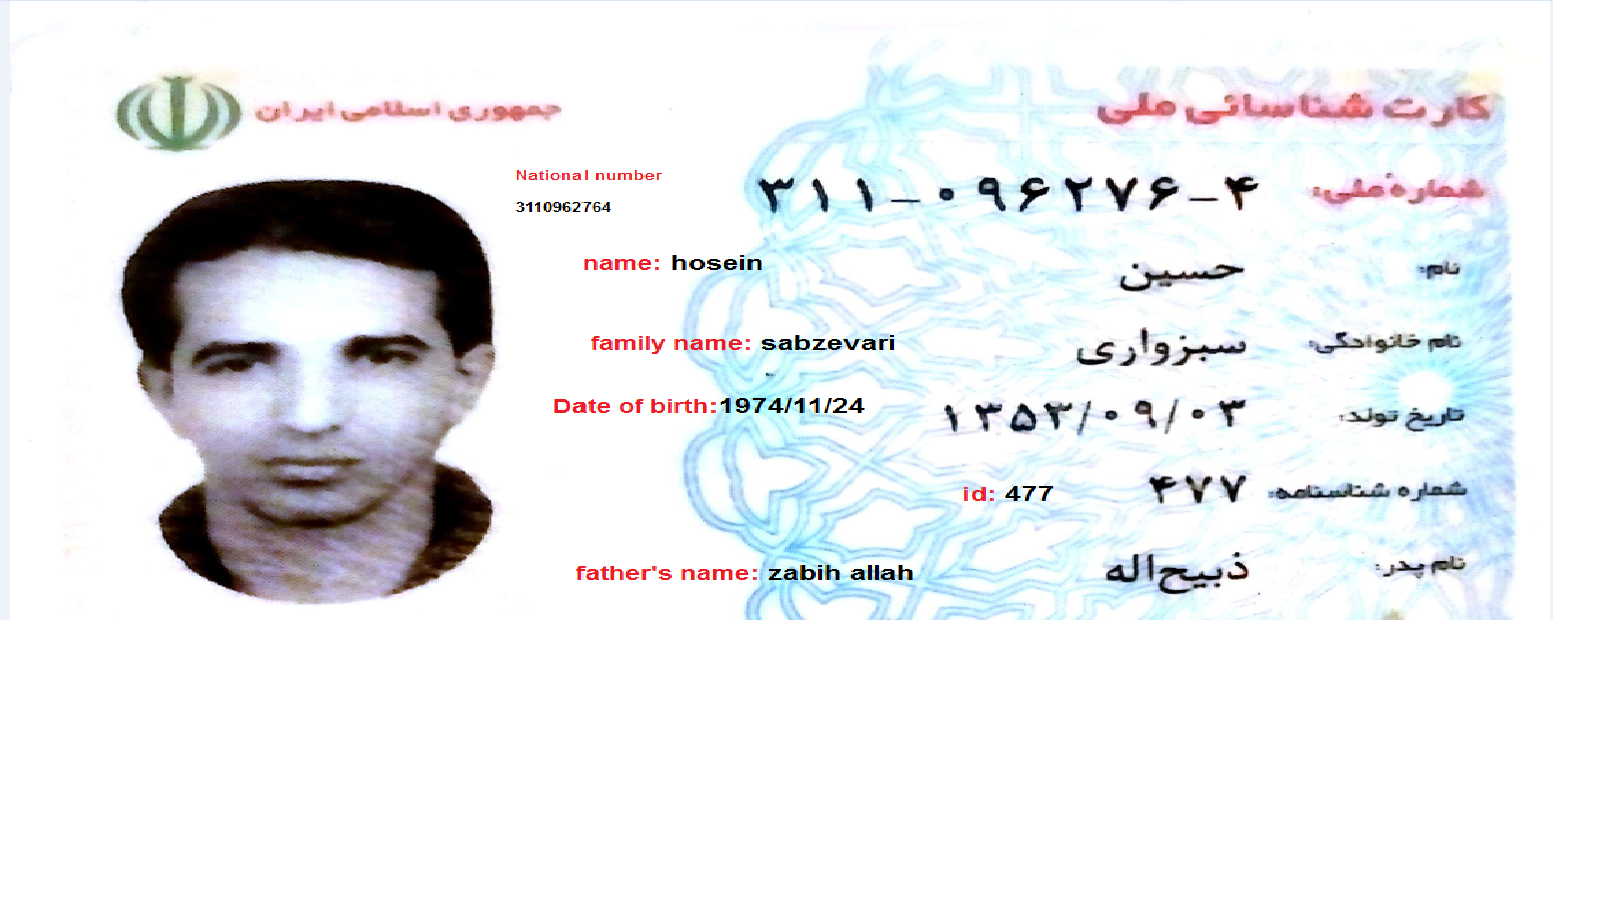 جمهوری اسلامی ایران
کارت شناسائی ملی
National number
3110962764
شماره ملی: ۳۱۱-۰۹۶۲۷۶-۴
name: hosein
نام: حسین
family name: sabzevari
نام خانوادگی: سبزواری
Date of birth:1974/11/24
تاریخ تولد: ۱۳۵۳/۰۹/۰۳
id: 477
شماره شناسنامه: ۴۷۷
father's name: zabih allah
نام پدر: ذبیح‌اله